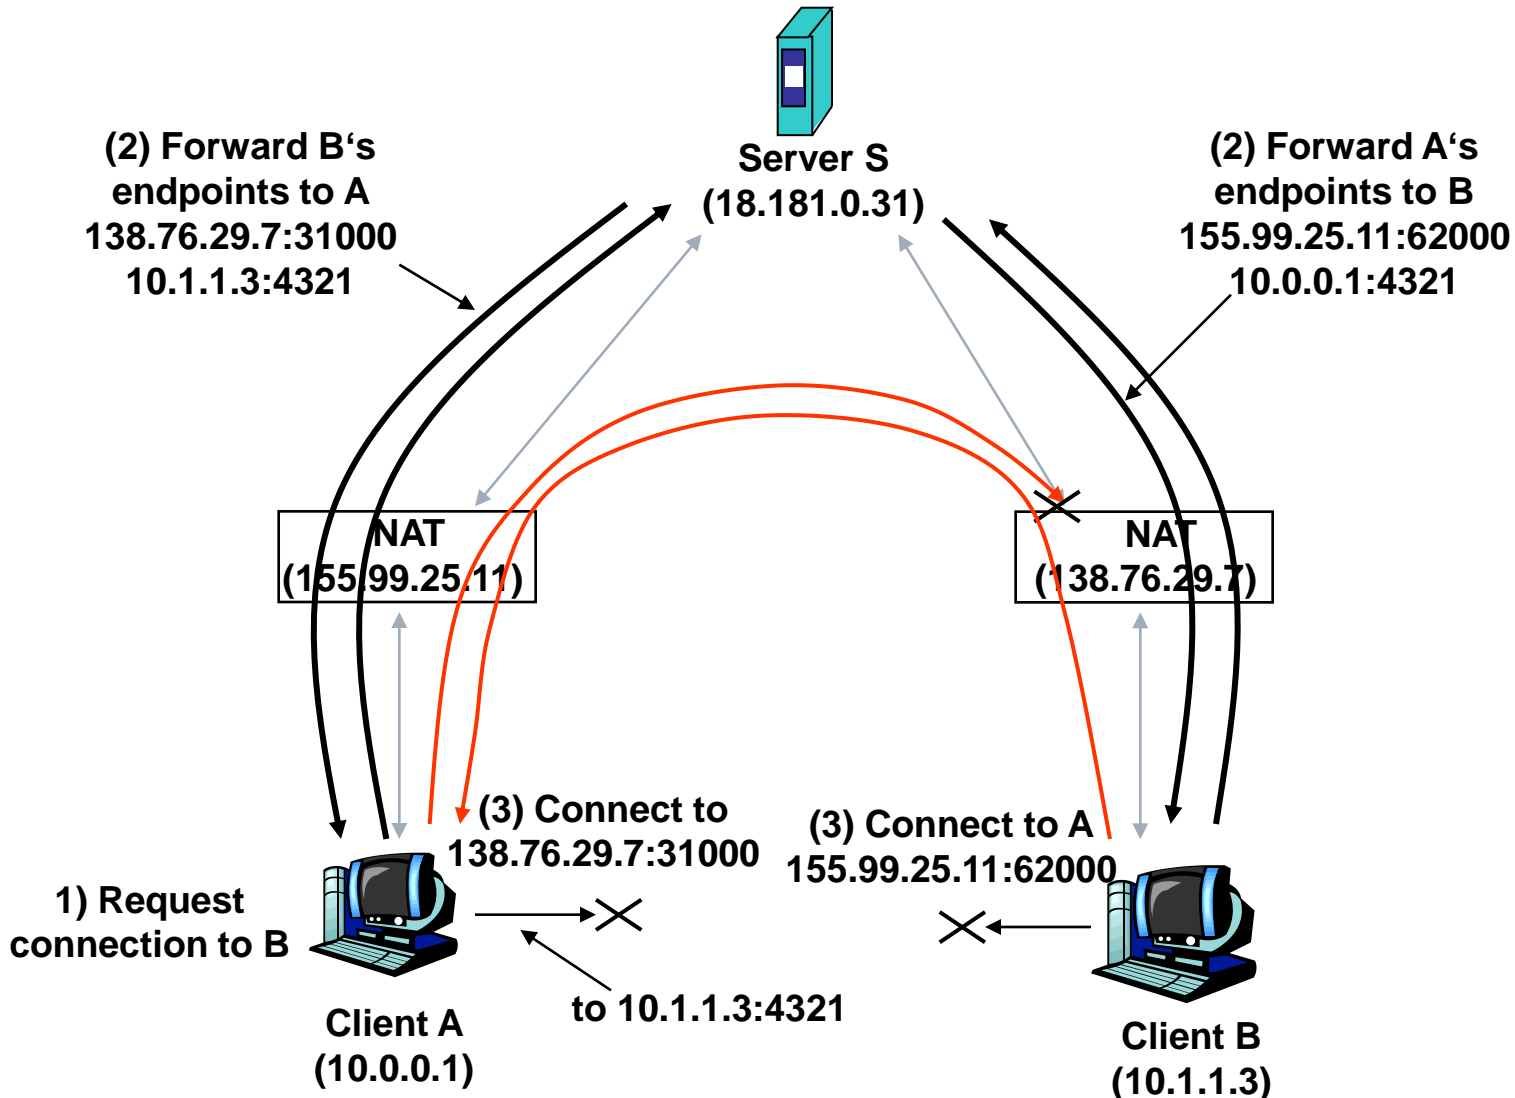 (2) Forward B‘s
endpoints to A
138.76.29.7:31000
10.1.1.3:4321
Server S
(18.181.0.31)
(2) Forward A‘s
endpoints to B
155.99.25.11:62000
10.0.0.1:4321
NAT
(155.99.25.11)
NAT
(138.76.29.7)
(3) Connect to
138.76.29.7:31000
(3) Connect to A
155.99.25.11:62000
1) Request
connection to B
to 10.1.1.3:4321
Client A
(10.0.0.1)
Client B
(10.1.1.3)